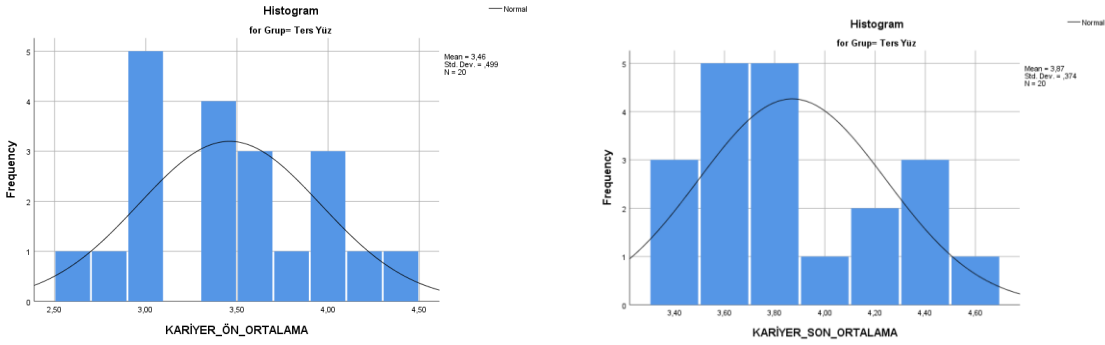 Histogram
for Grup= Ters Yüz
Normal
Mean = 3,46
Std. Dev. = ,499
N = 20
Frequency
5
4
3
2
1
0
2,50 3,00 3,50 4,00 4,50
KARİYER_ÖN_ORTALAMA
Histogram
for Grup= Ters Yüz
Normal
Mean = 3,87
Std. Dev. = ,374
N = 20
Frequency
5
4
3
2
1
0
3,40 3,60 3,80 4,00 4,20 4,40 4,60
KARİYER_SON_ORTALAMA